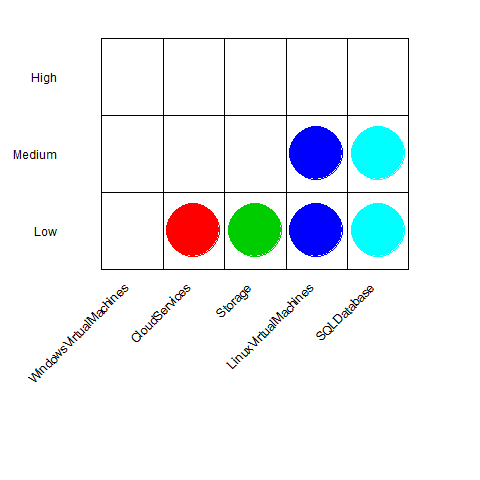 High
Medium
Low
WindowsVirtualMachines
CloudServices
Storage
LinuxVirtualMachines
SQLDatabase